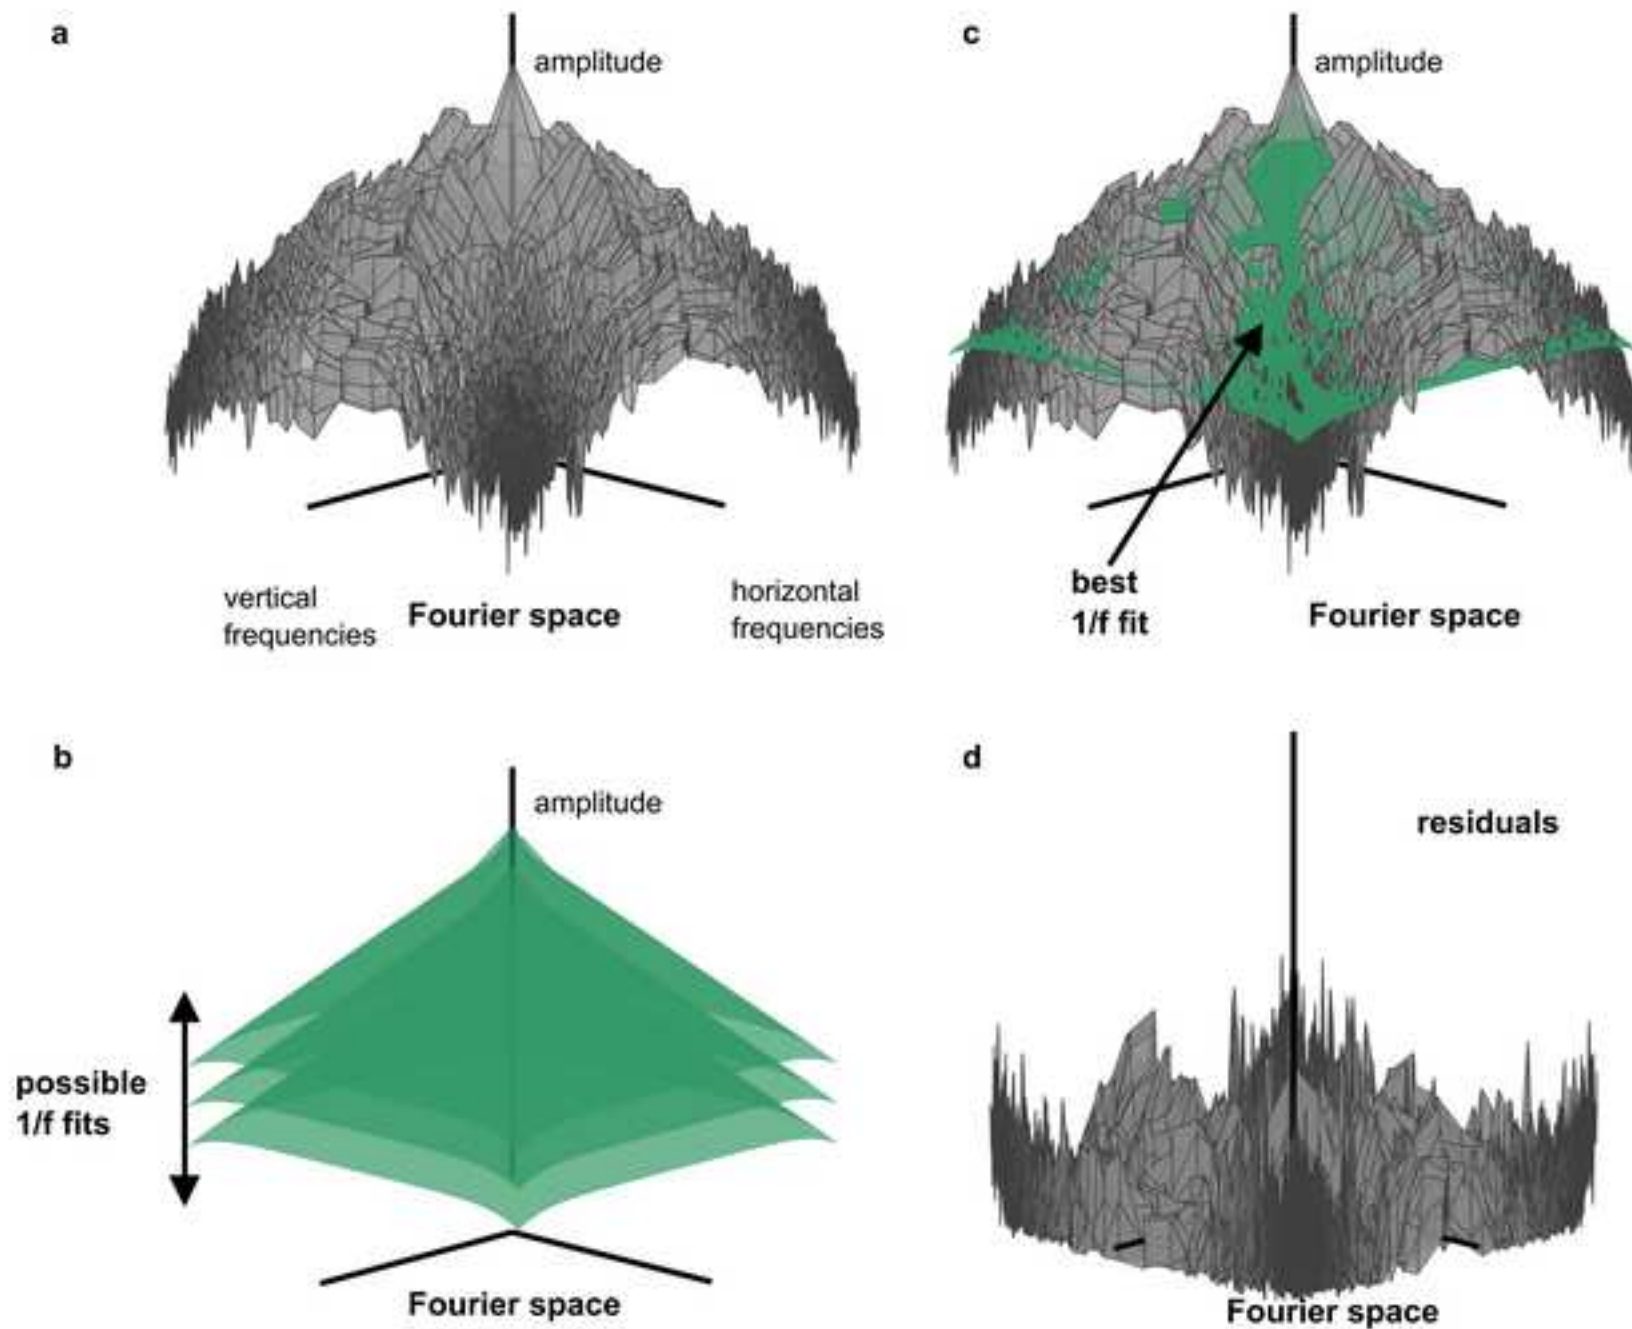 a
amplitude
vertical
frequencies
Fourier space
horizontal
frequencies
c
amplitude
best
1/f fit
Fourier space
b
amplitude
possible
1/f fits
Fourier space
d
residuals
Fourier space